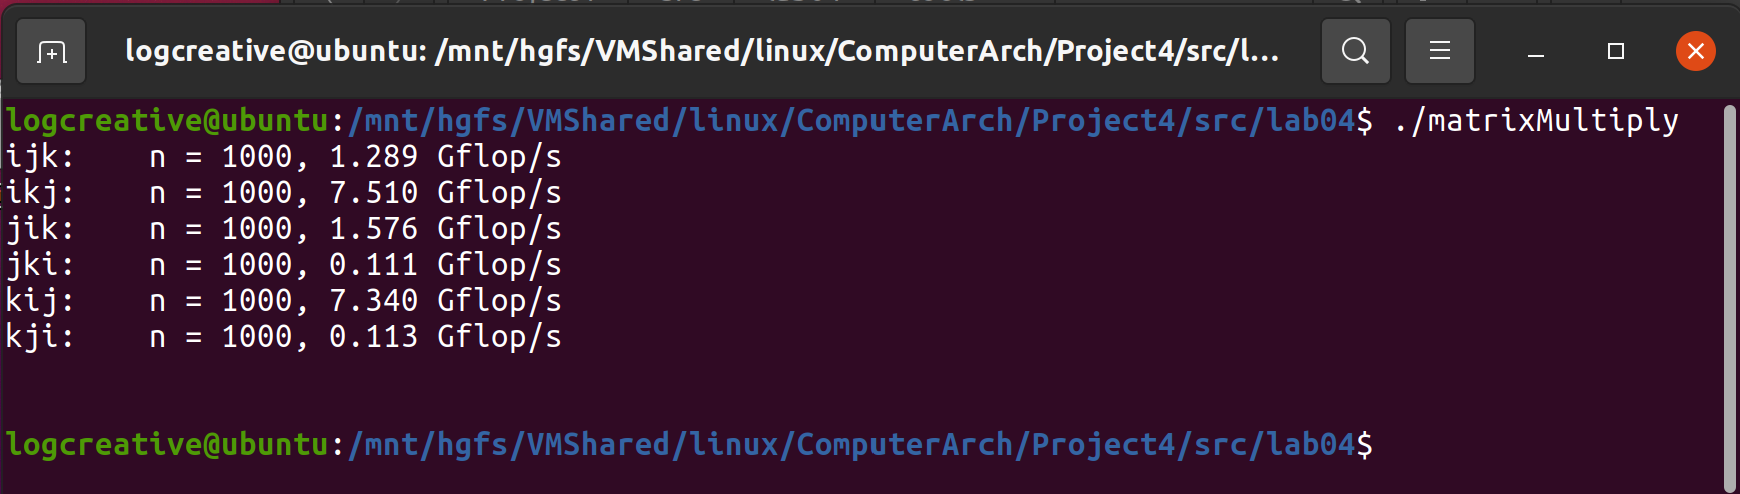 logcreative@ubuntu: /mnt/hgfs/VMShared/linux/ComputerArch/Project4/src/l...
logcreative@ubuntu:/mnt/hgfs/VMShared/linux/ComputerArch/Project4/src/lab04$ ./matrixMultiply
ijk:    n = 1000, 1.289 Gflop/s
ikj:    n = 1000, 7.510 Gflop/s
jik:    n = 1000, 1.576 Gflop/s
jki:    n = 1000, 0.111 Gflop/s
kij:    n = 1000, 7.340 Gflop/s
kji:    n = 1000, 0.113 Gflop/s
logcreative@ubuntu:/mnt/hgfs/VMShared/linux/ComputerArch/Project4/src/lab04$